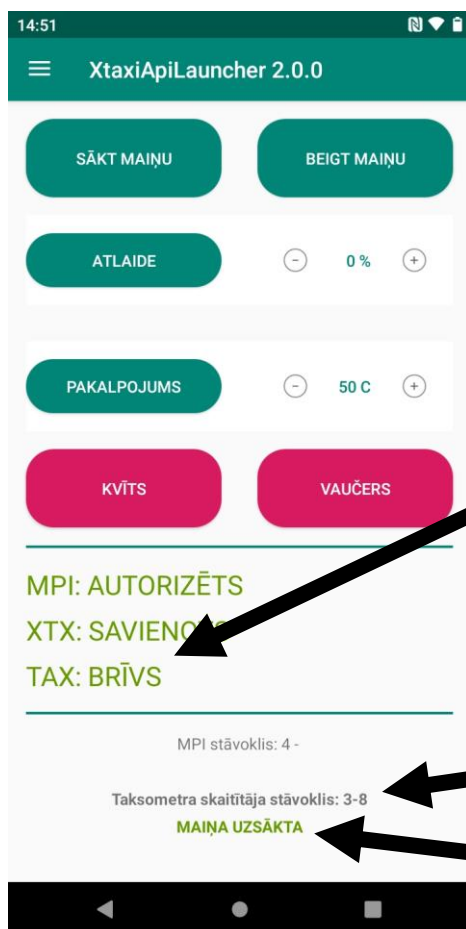 14:51
XtaxiApiLauncher 2.0.0
SĀKT MAIŅU BEIGT MAIŅU
ATLAIDE - 0 % +
PAKALPOJUMS - 50 C +
KVĪTS VAUČERS
MPI: AUTORIZĒTS
XTX:
TAX: BRĪVS
MPI stāvoklis: 4 -
Taksometra skaitītāja stāvoklis: 3-8
MAIŅA UZSĀKTA